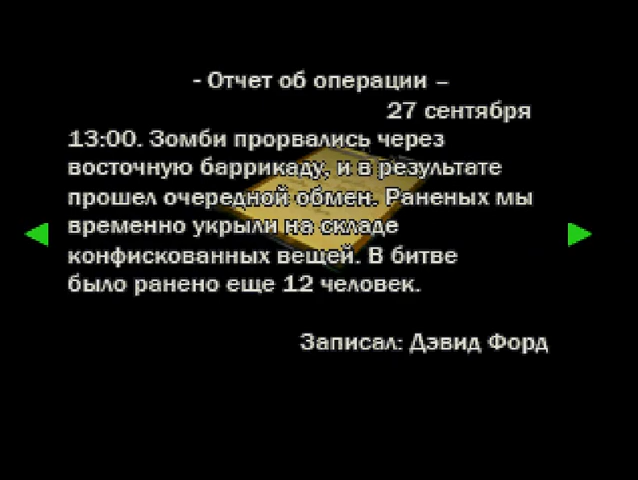 - Отчет об операции –
27 сентября
13:00. Зомби прорвались через
восточную баррикаду, и в результате
прошел очередной обмен. Раненых мы
временно укрыли на складе
конфискованных вещей. В битве
было ранено еще 12 человек.
Записал: Дэвид Форд